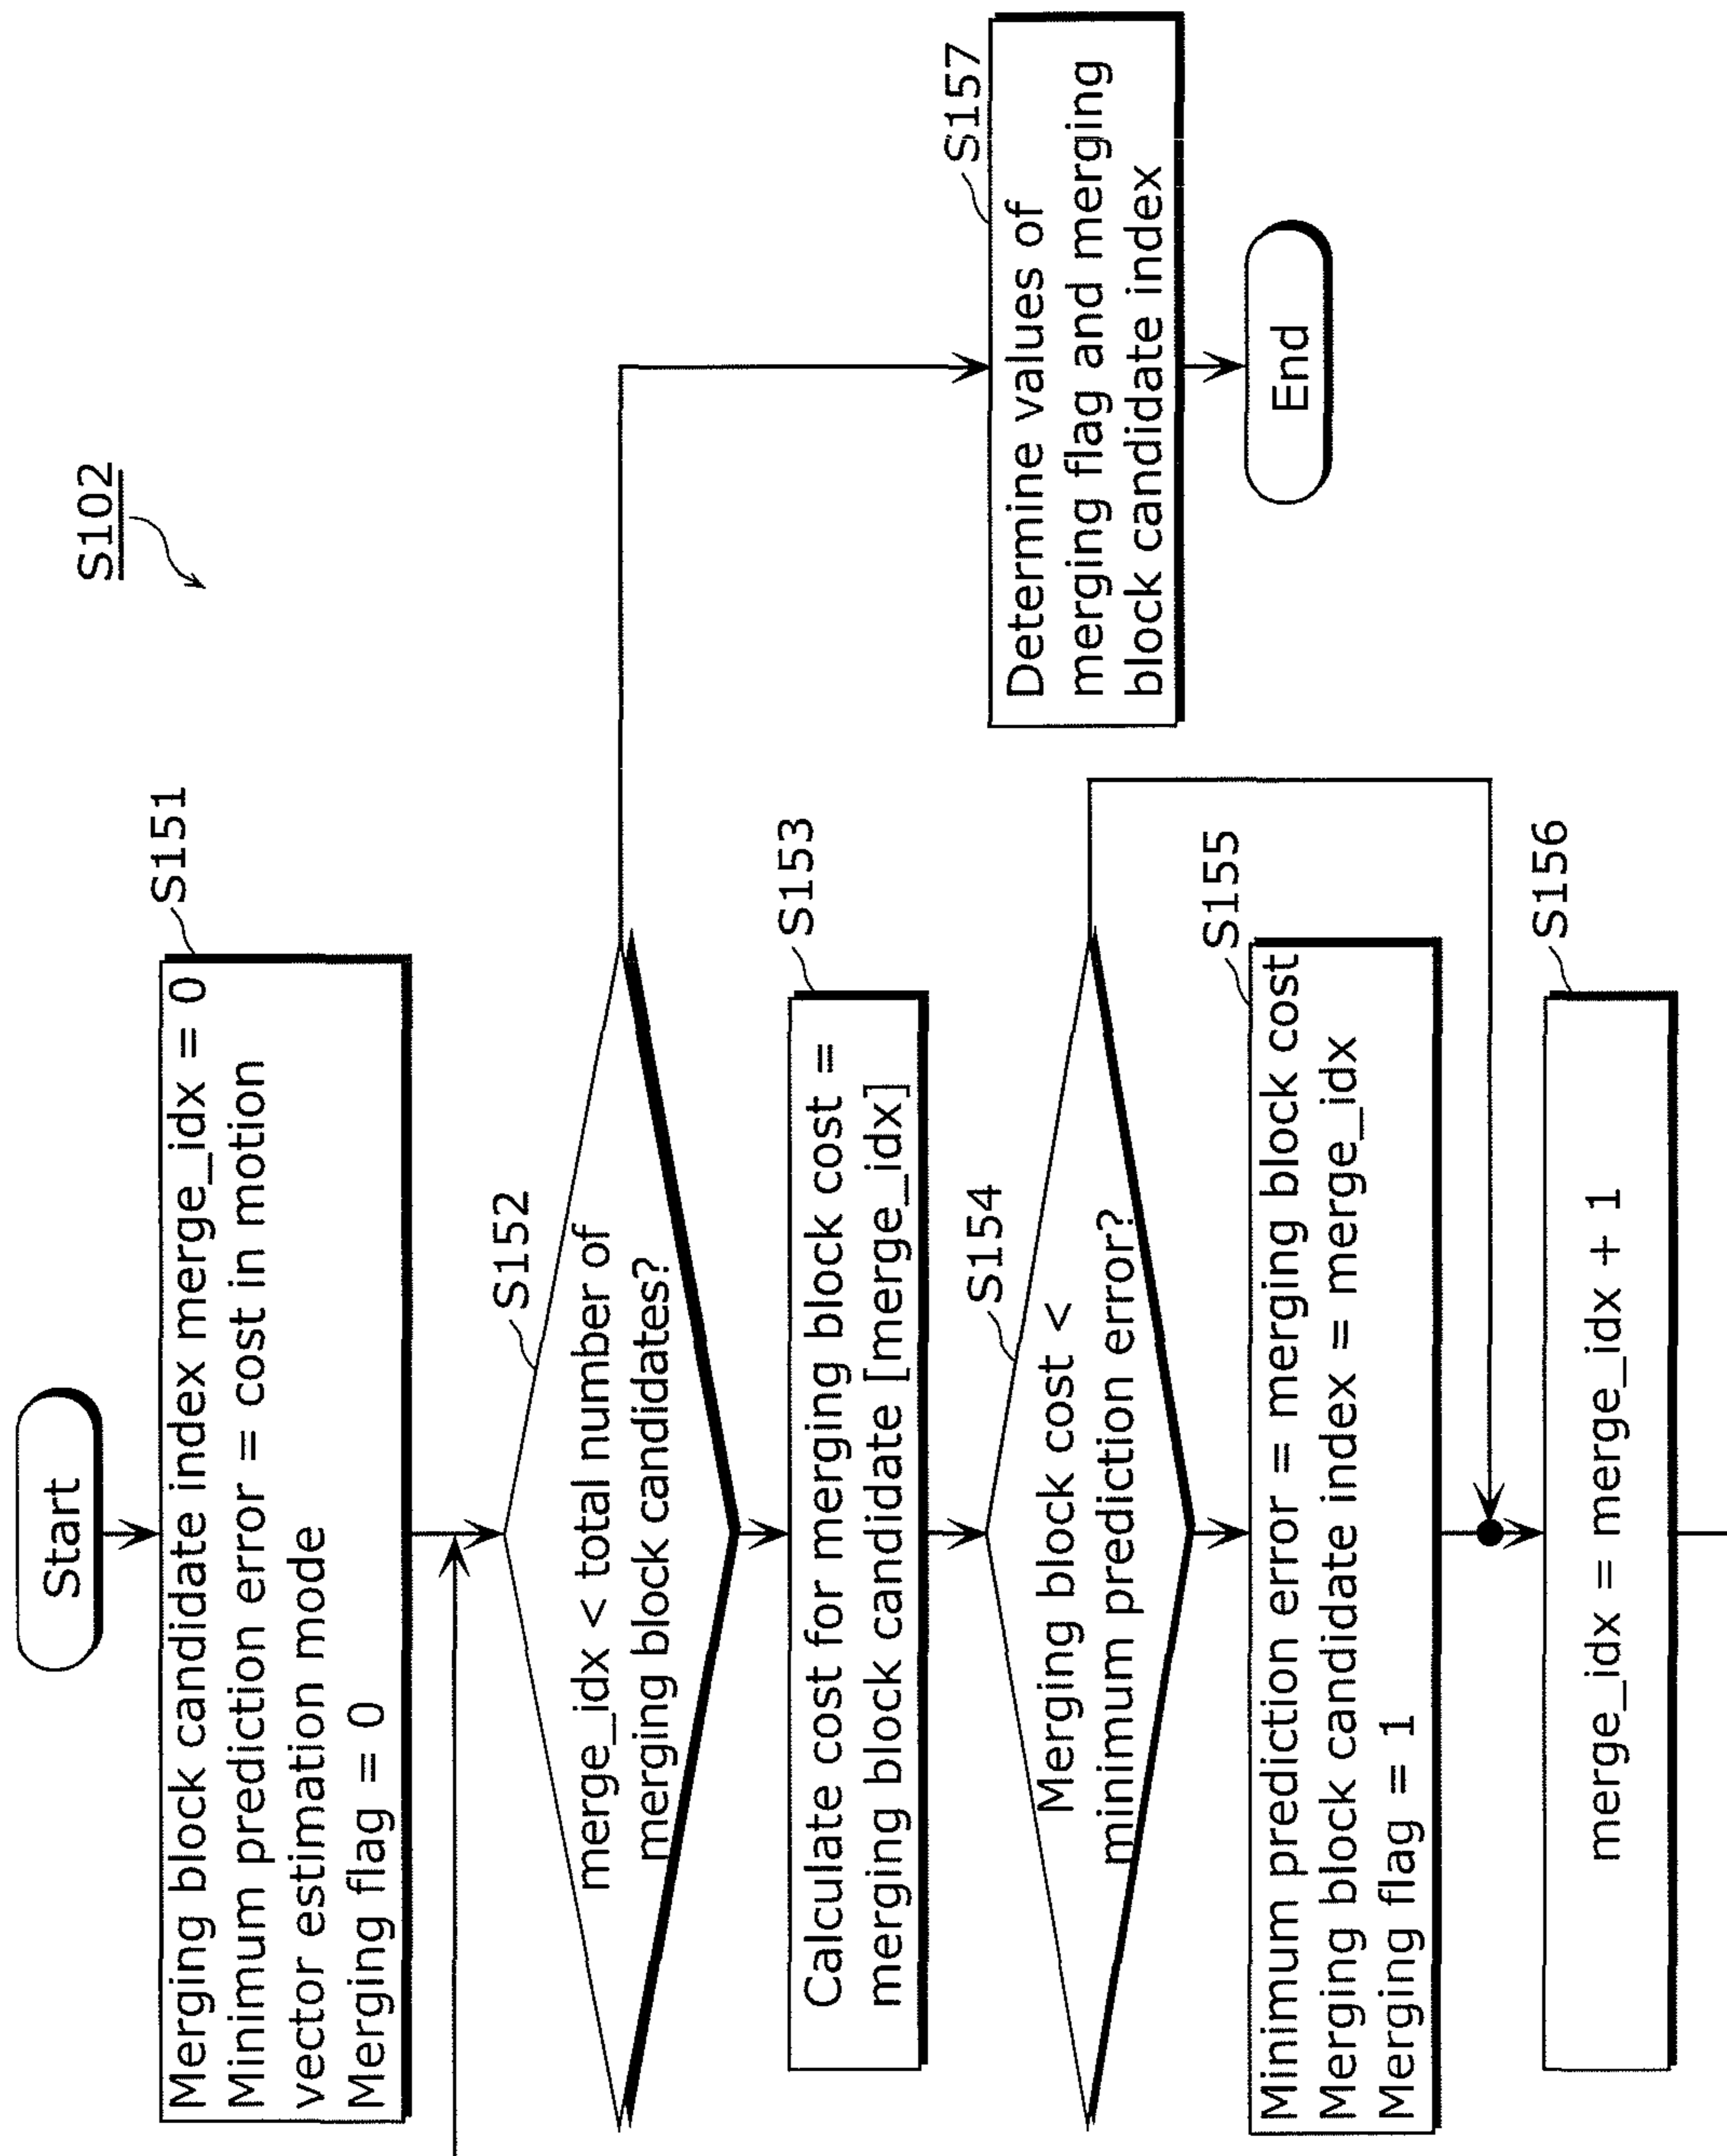 S102
Start
S151
Merging block candidate index merge_idx = 0
Minimum prediction error = cost in motion
vector estimation mode
Merging flag = 0
S152
merge_idx < total number of
merging block candidates?
S153
Calculate cost for merging block cost =
merging block candidate [merge_idx]
S154
Merging block cost <
minimum prediction error?
S155
Minimum prediction error = merging block cost
Merging block candidate index = merge_idx
Merging flag = 1
S156
merge_idx = merge_idx + 1
S157
Determine values of
merging flag and merging
block candidate index
End